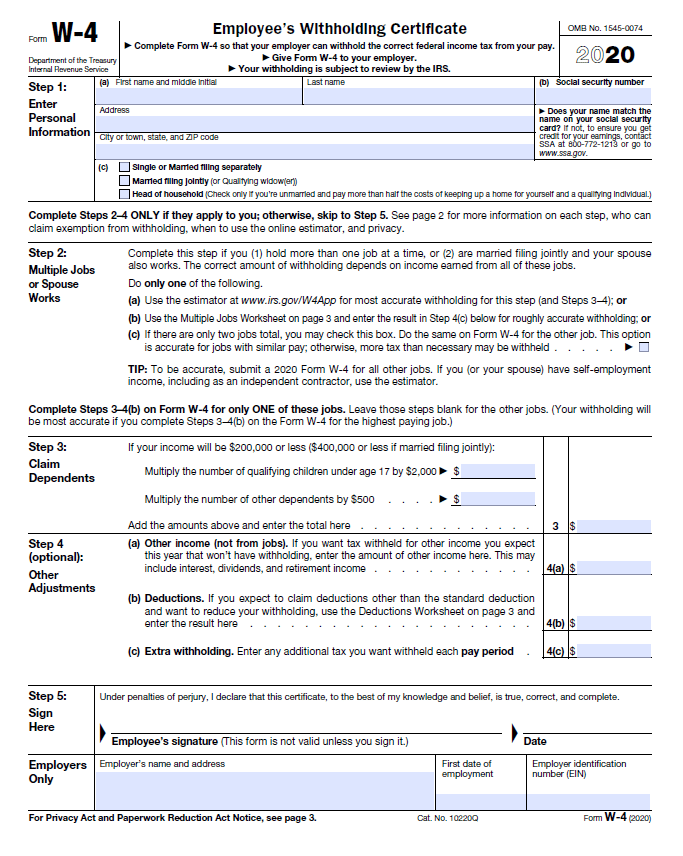 Form W-4
Department of the Treasury
Internal Revenue Service
Employee's Withholding Certificate
▶ Complete Form W-4 so that your employer can withhold the correct federal income tax from your pay.
▶ Give Form W-4 to your employer.
▶ Your withholding is subject to review by the IRS.
OMB No. 1545-0074
2020
Step 1:
Enter
Personal
Information
(a) First name and middle initial
Last name
(b) Social security number
Address
City or town, state, and ZIP code
▶ Does your name match the
name on your social security
card? If not, to ensure you get
credit for your earnings, contact
SSA at 800-772-1213 or go to
www.ssa.gov.
(c) Single or Married filing separately
Married filing jointly (or Qualifying widow(er))
Head of household (Check only if you're unmarried and pay more than half the costs of keeping up a home for yourself and a qualifying individual.)
Complete Steps 2–4 ONLY if they apply to you; otherwise, skip to Step 5. See page 2 for more information on each step, who can
claim exemption from withholding, when to use the online estimator, and privacy.
Step 2:
Multiple Jobs
or Spouse
Works
Complete this step if you (1) hold more than one job at a time, or (2) are married filing jointly and your spouse
also works. The correct amount of withholding depends on income earned from all of these jobs.
Do only one of the following.
(a) Use the estimator at www.irs.gov/W4App for most accurate withholding for this step (and Steps 3–4); or
(b) Use the Multiple Jobs Worksheet on page 3 and enter the result in Step 4(c) below for roughly accurate withholding; or
(c) If there are only two jobs total, you may check this box. Do the same on Form W-4 for the other job. This option
is accurate for jobs with similar pay; otherwise, more tax than necessary may be withheld . . . . . ▶
TIP: To be accurate, submit a 2020 Form W-4 for all other jobs. If you (or your spouse) have self-employment
income, including as an independent contractor, use the estimator.
Complete Steps 3–4(b) on Form W-4 for only ONE of these jobs. Leave those steps blank for the other jobs. (Your withholding will
be most accurate if you complete Steps 3–4(b) on the Form W-4 for the highest paying job.)
Step 3:
Claim
Dependents
If your income will be $200,000 or less ($400,000 or less if married filing jointly):
Multiply the number of qualifying children under age 17 by $2,000 ▶ $
Multiply the number of other dependents by $500 . . . . ▶ $
Add the amounts above and enter the total here . . . . . . . . . . . . . 3 $
Step 4
(optional):
Other
Adjustments
(a) Other income (not from jobs). If you want tax withheld for other income you expect
this year that won't have withholding, enter the amount of other income here. This may
include interest, dividends, and retirement income . . . . . . . . . . . . 4(a) $
(b) Deductions. If you expect to claim deductions other than the standard deduction
and want to reduce your withholding, use the Deductions Worksheet on page 3 and
enter the result here . . . . . . . . . . . . . . . . . . . . . 4(b) $
(c) Extra withholding. Enter any additional tax you want withheld each pay period . 4(c) $
Step 5:
Sign
Here
Under penalties of perjury, I declare that this certificate, to the best of my knowledge and belief, is true, correct, and complete.
Employee's signature (This form is not valid unless you sign it.)
Date
Employers
Only
Employer's name and address
First date of
employment
Employer identification
number (EIN)
For Privacy Act and Paperwork Reduction Act Notice, see page 3.
Cat. No. 10220Q
Form W-4 (2020)